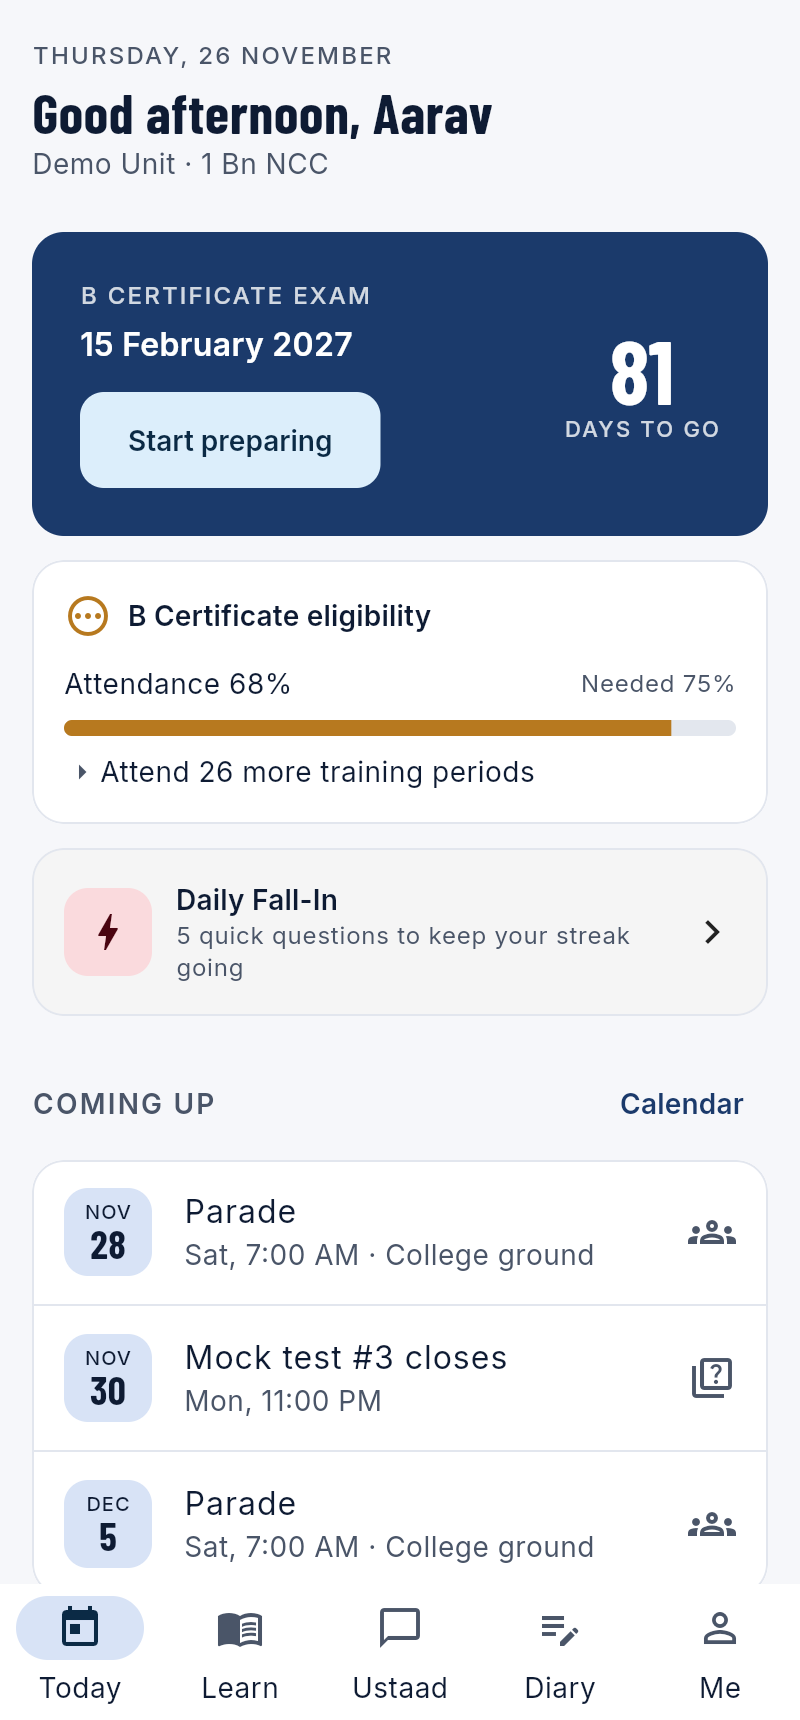 THURSDAY, 26 NOVEMBER
Good afternoon, Aarav
Demo Unit · 1 Bn NCC
B CERTIFICATE EXAM
15 February 2027
Start preparing
81
DAYS TO GO
B Certificate eligibility
Attendance 68%
Needed 75%
Attend 26 more training periods
Daily Fall-In
5 quick questions to keep your streak
going
COMING UP
Calendar
NOV
28
Parade
Sat, 7:00 AM · College ground
NOV
30
Mock test #3 closes
Mon, 11:00 PM
DEC
5
Parade
Sat, 7:00 AM · College ground
Today
Learn
Ustaad
Diary
Me